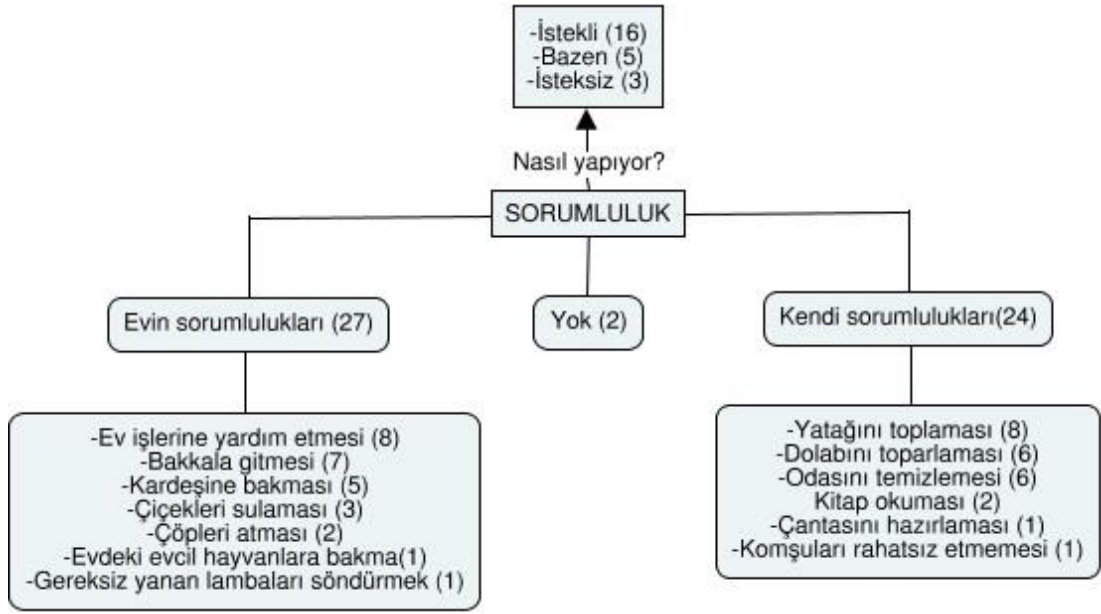 -İstekli (16)
-Bazen (5)
-İsteksiz (3)
Nasıl yapıyor?
SORUMLULUK
Evin sorumlulukları (27)
Yok (2)
Kendi sorumlulukları(24)
-Ev işlerine yardım etmesi (8)
-Bakkala gitmesi (7)
-Kardeşine bakması (5)
-Çiçekleri sulaması (3)
-Çöpleri atması (2)
-Evdeki evcil hayvanlara bakma(1)
-Gereksiz yanan lambaları söndürmek (1)
-Yatağını toplaması (8)
-Dolabını toparlaması (6)
-Odasını temizlemesi (6)
Kitap okuması (2)
-Çantasını hazırlaması (1)
-Komşuları rahatsız etmemesi (1)